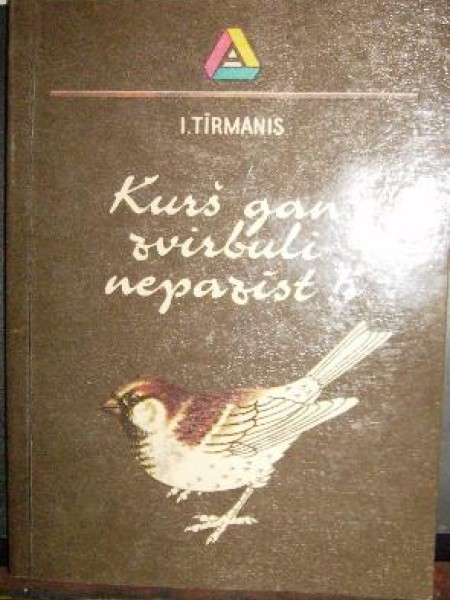 I.TĪRMANIS
Kurš gan
zvirbuli
nepazīst?